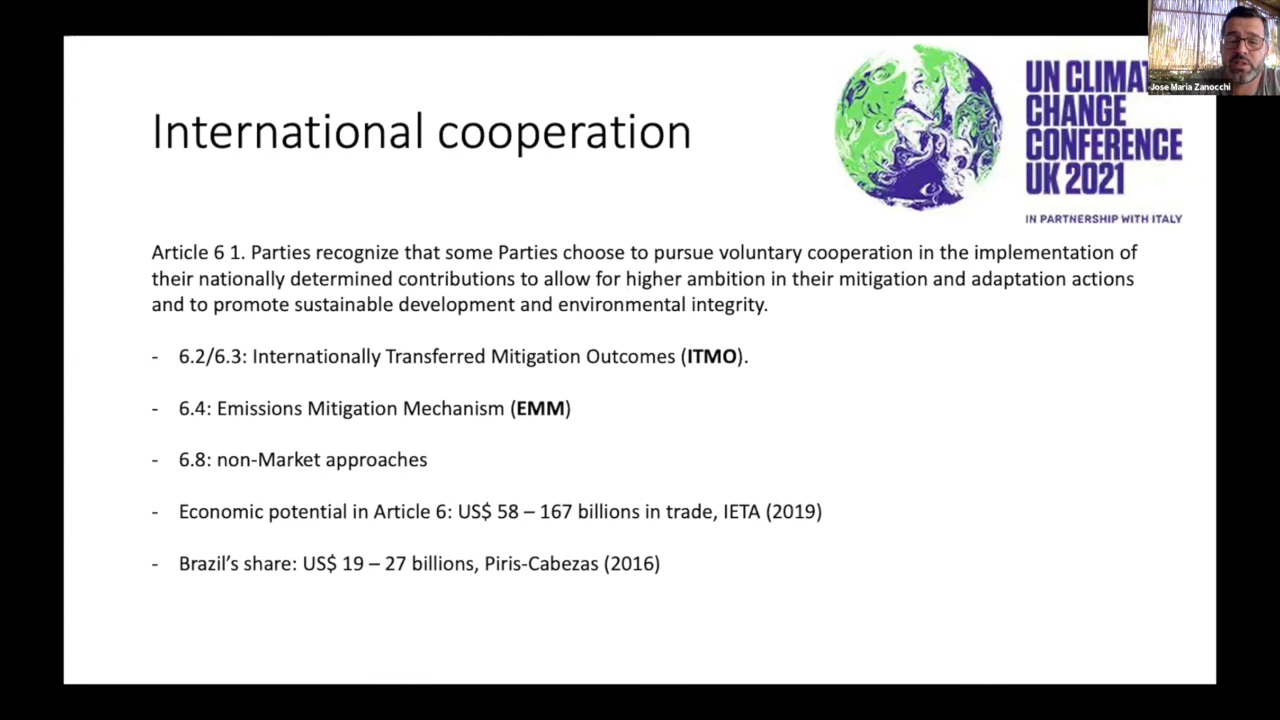 UN CLIMAT
CHANGE
CONFERENCE
UK 2021
IN PARTNERSHIP WITH ITALY
Jose Maria Zanocchi
International cooperation
Article 6 1. Parties recognize that some Parties choose to pursue voluntary cooperation in the implementation of
their nationally determined contributions to allow for higher ambition in their mitigation and adaptation actions
and to promote sustainable development and environmental integrity.
- 6.2/6.3: Internationally Transferred Mitigation Outcomes (ITMO).
- 6.4: Emissions Mitigation Mechanism (EMM)
- 6.8: non-Market approaches
- Economic potential in Article 6: US$ 58 – 167 billions in trade, IETA (2019)
- Brazil’s share: US$ 19 – 27 billions, Piris-Cabezas (2016)